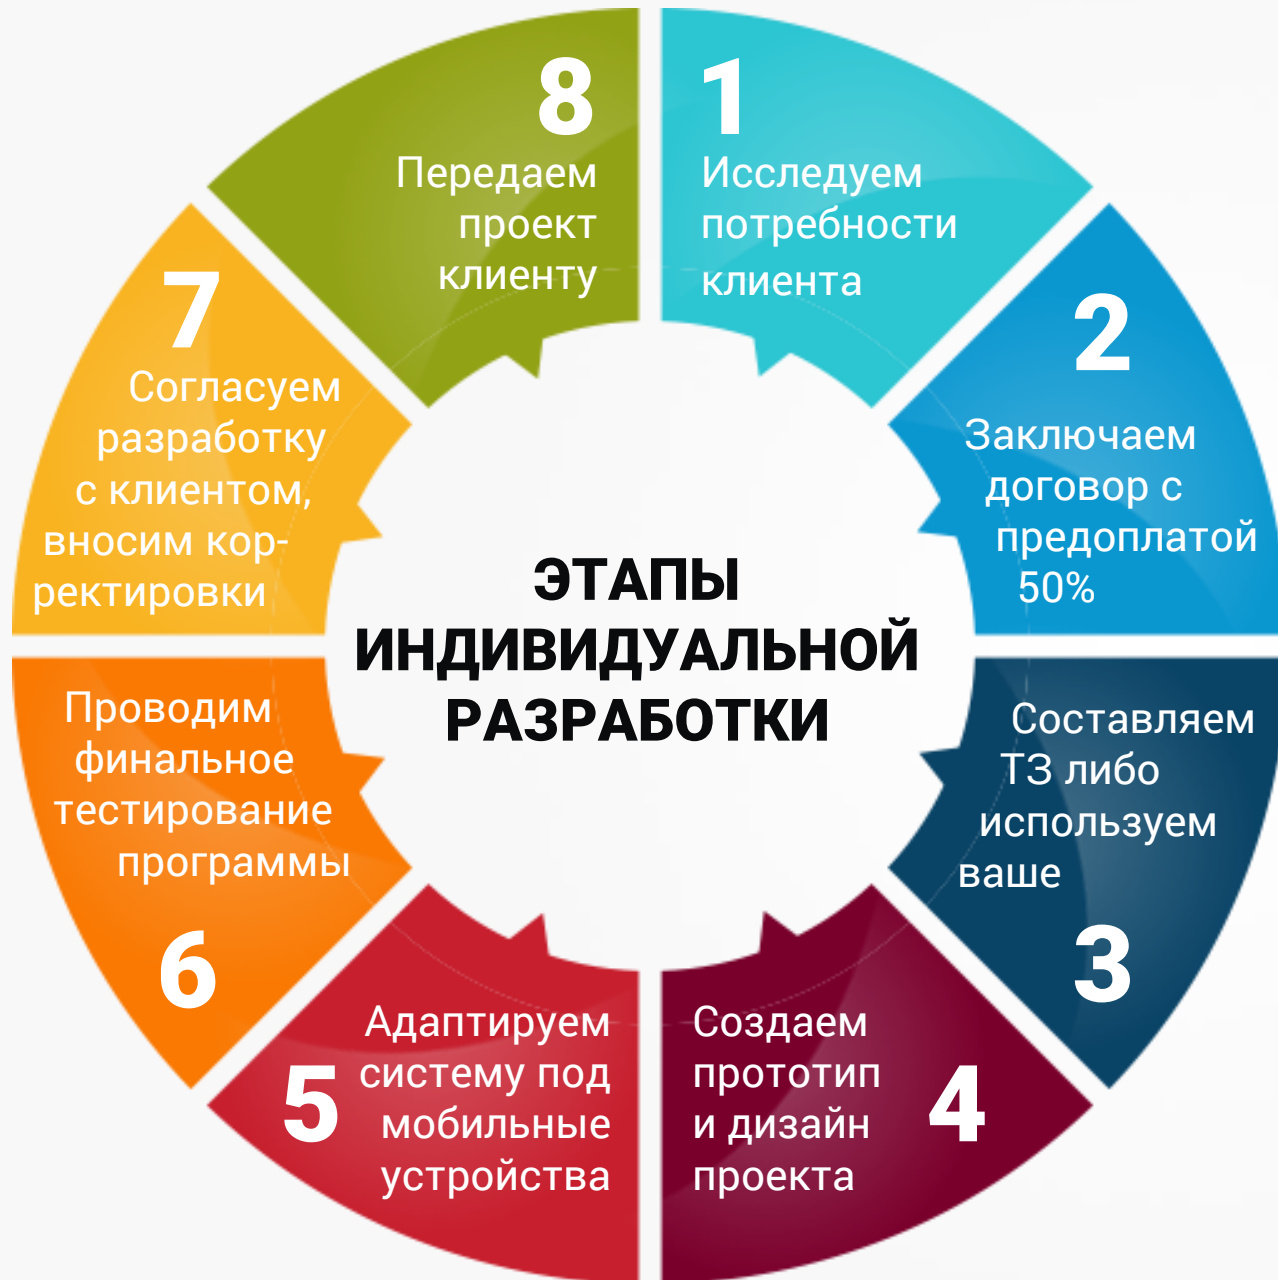 ЭТАПЫ
ИНДИВИДУАЛЬНОЙ
РАЗРАБОТКИ
1
Исследуем
потребности
клиента
2
Заключаем
договор с
предоплатой
50%
Составляем
ТЗ либо
используем
ваше
3
Создаем
прототип
и дизайн
проекта
4
Адаптируем
систему под
мобильные
устройства
5
Проводим
финальное
тестирование
программы
6
7
Согласуем
разработку
с клиентом,
вносим кор-
ректировки
8
Передаем
проект
клиенту